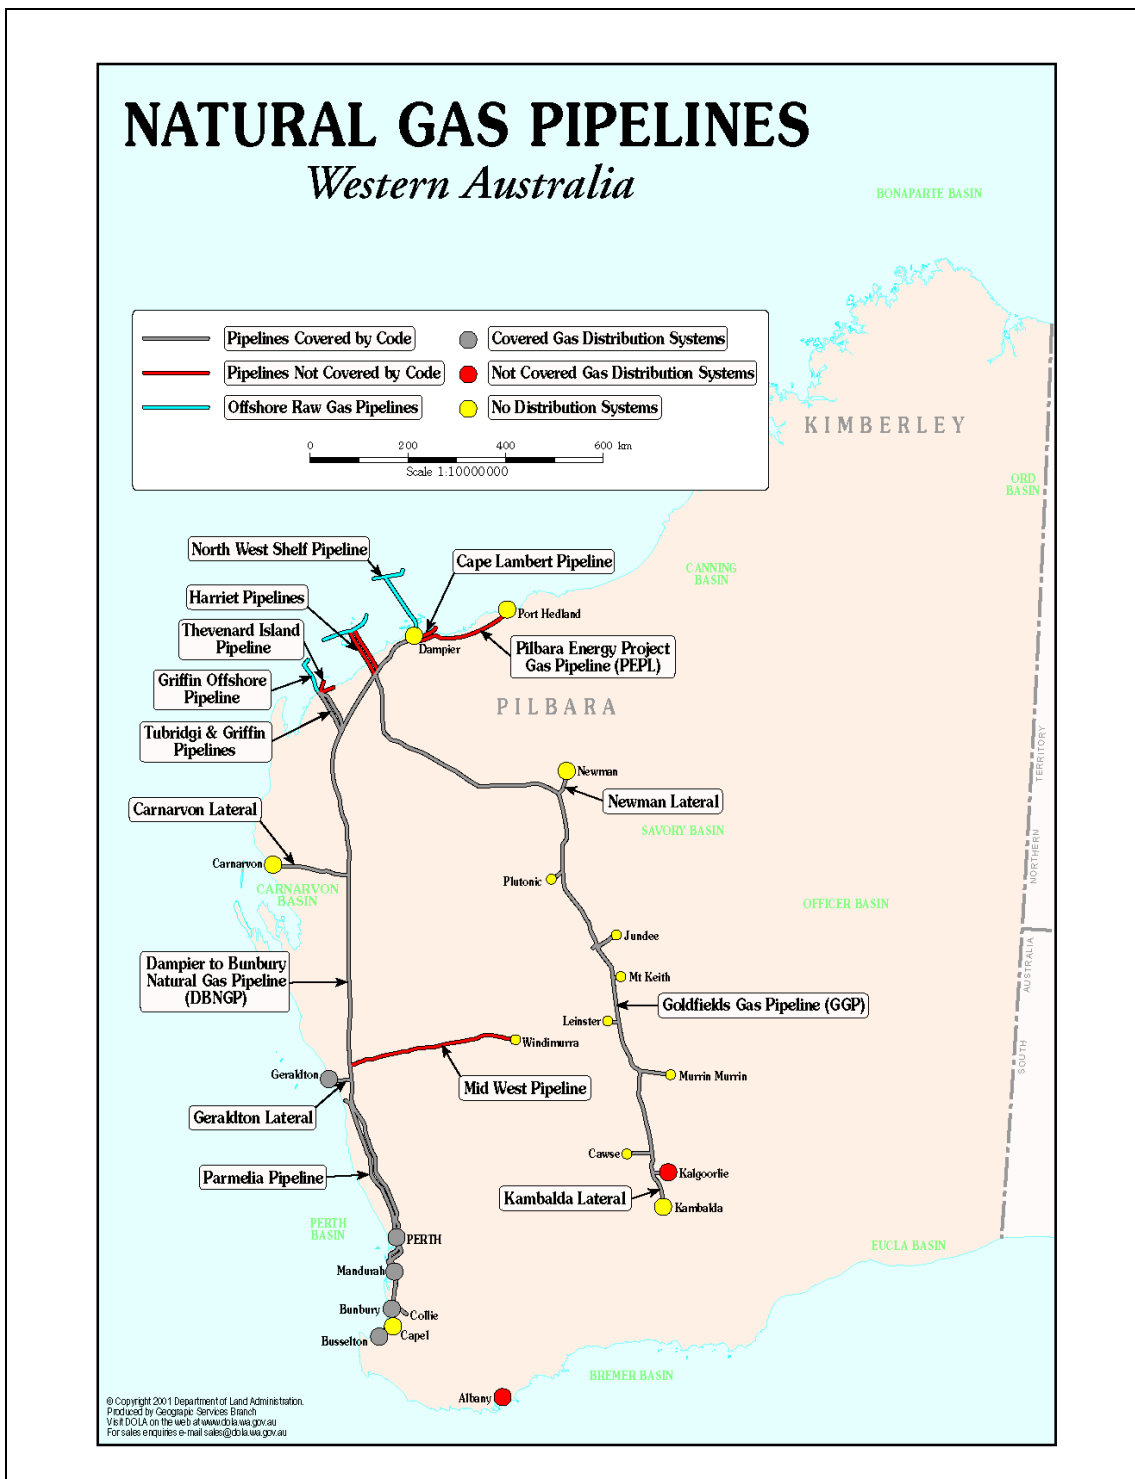 NATURAL GAS PIPELINES
Western Australia
BONAPARTE BASIN
Pipelines Covered by Code
Covered Gas Distribution Systems
Pipelines Not Covered by Code
Not Covered Gas Distribution Systems
Offshore Raw Gas Pipelines
No Distribution Systems
0 200 400 600 km
Scale 1:10000000
KIMBERLEY
ORD
BASIN
North West Shelf Pipeline
Cape Lambert Pipeline
CANNING
BASIN
Harriet Pipelines
Port Hedland
Thevenard Island
Pipeline
Dampier
Pilbara Energy Project
Gas Pipeline (PEPL)
Griffin Offshore
Pipeline
PILBARA
Tubridgi & Griffin
Pipelines
NORTHERN TERRITORY
Newman
Newman Lateral
Carnarvon Lateral
SAVORY BASIN
Carnarvon
Plutonic
CARNARVON
BASIN
OFFICER BASIN
Jundee
Dampier to Bunbury
Natural Gas Pipeline
(DBNGP)
Mt Keith
SOUTH AUSTRALIA
Goldfields Gas Pipeline (GGP)
Leinster
Windimurra
Geraldton
Murrin Murrin
Mid West Pipeline
Geraldton Lateral
Cawse
Kalgoorlie
Parmelia Pipeline
Kambalda Lateral
Kambalda
PERTH
BASIN
PERTH
EUCLA BASIN
Mandurah
Bunbury
Collie
Capel
Busselton
BREMER BASIN
Albany
© Copyright 2001 Department of Land Administration.
Produced by Geograpic Services Branch
Visit DOLA on the web at www.dola.wa.gov.au
For sales enquiries e-mail sales@dola.wa.gov.au